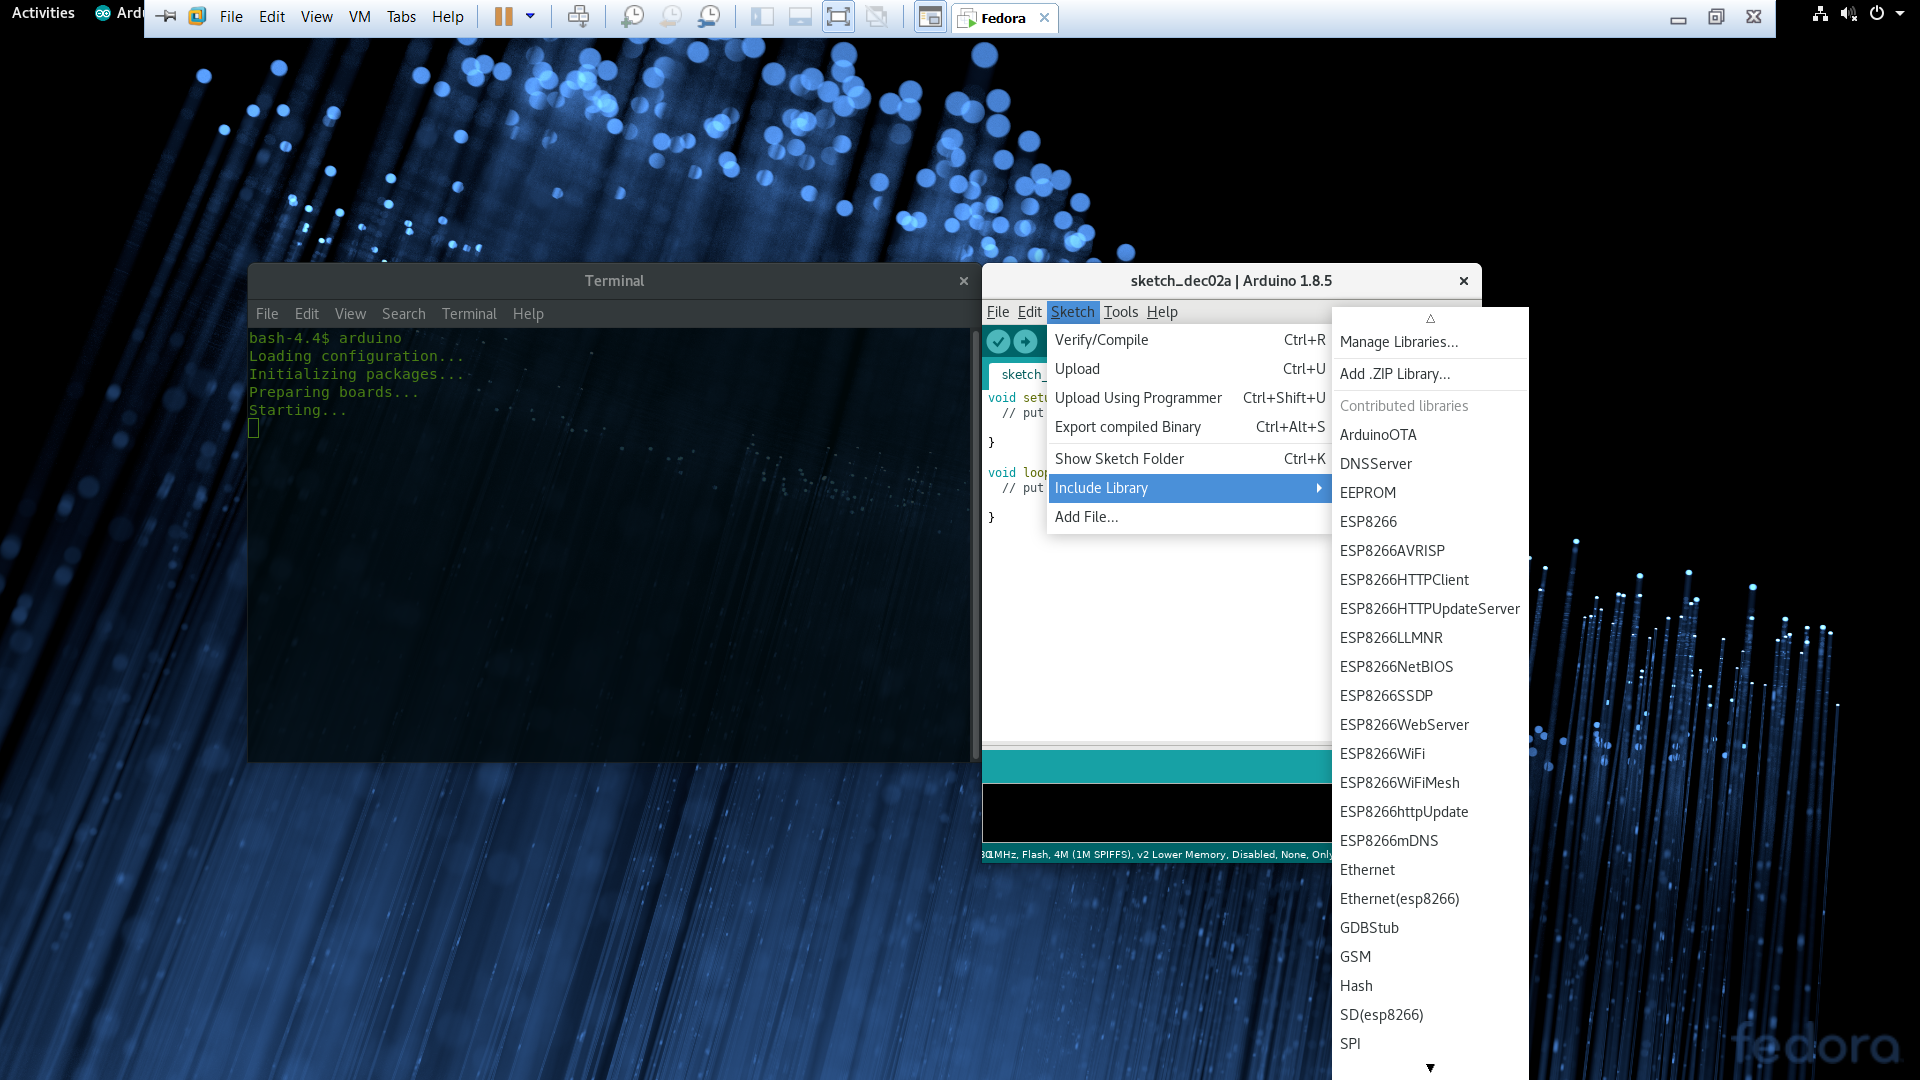 Activities
File Edit View VM Tabs Help
Fedora
Terminal
File Edit View Search Terminal Help
bash-4.4$ arduino
Loading configuration...
Initializing packages...
Preparing boards...
Starting...
sketch_dec02a | Arduino 1.8.5
File Edit Sketch Tools Help
Verify/Compile Ctrl+R
Upload Ctrl+U
Upload Using Programmer Ctrl+Shift+U
Export compiled Binary Ctrl+Alt+S
Show Sketch Folder Ctrl+K
Include Library
Add File...
sketch_
void setu
// put
}
void loop
// put
}
MHz, Flash, 4M (1M SPIFFS), v2 Lower Memory, Disabled, None, Only
Manage Libraries...
Add .ZIP Library...
Contributed libraries
ArduinoOTA
DNSServer
EEPROM
ESP8266
ESP8266AVRISP
ESP8266HTTPClient
ESP8266HTTPUpdateServer
ESP8266LLMNR
ESP8266NetBIOS
ESP8266SSDP
ESP8266WebServer
ESP8266WiFi
ESP8266WiFiMesh
ESP8266httpUpdate
ESP8266mDNS
Ethernet
Ethernet(esp8266)
GDBStub
GSM
Hash
SD(esp8266)
SPI
fedora